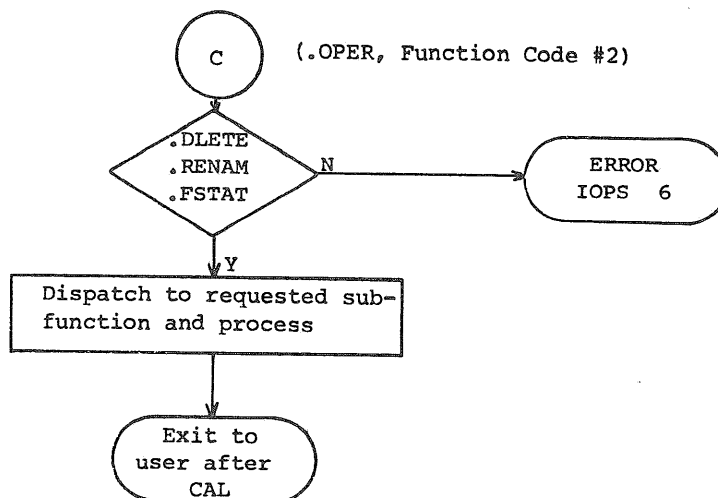 C
(.OPER, Function Code #2)
.DLETE
.RENAM
.FSTAT
N
ERROR
IOPS 6
Y
Dispatch to requested sub-
function and process
Exit to
user after
CAL